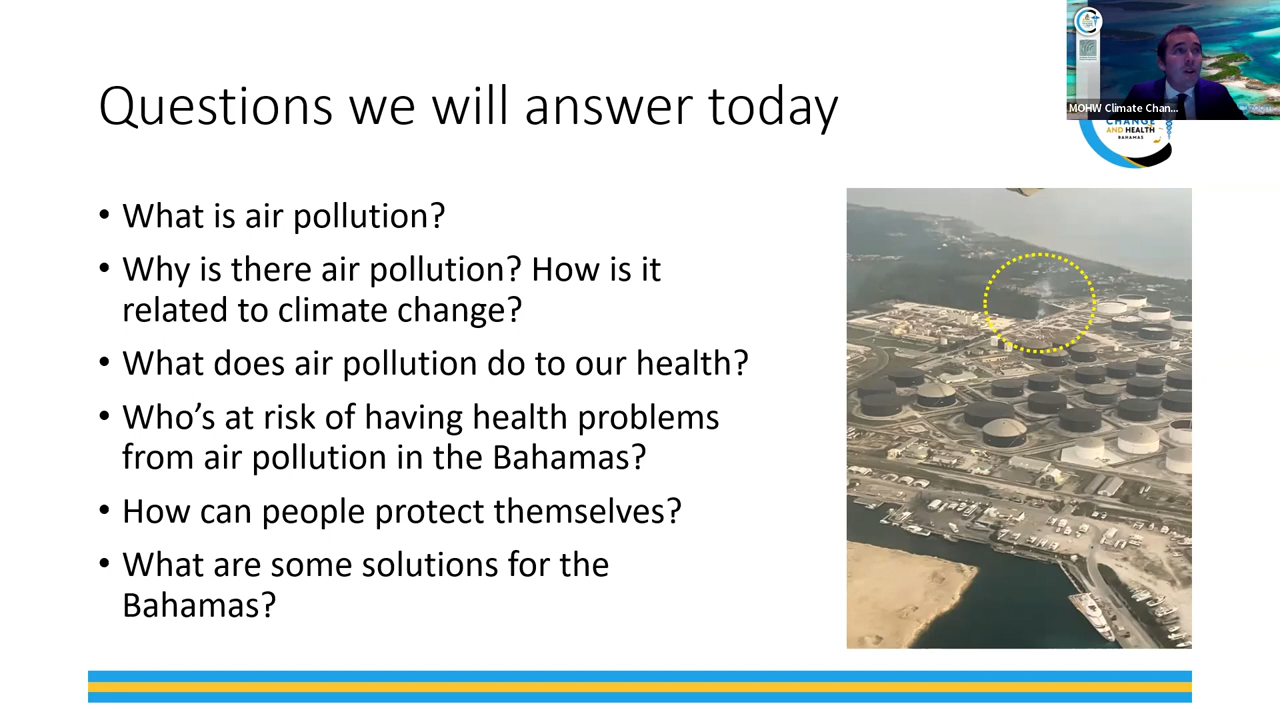 Questions we will answer today
MOHW Climate Chan...
CHANGE
AND HEALTH
BAHAMAS
• What is air pollution?
• Why is there air pollution? How is it
related to climate change?
• What does air pollution do to our health?
• Who’s at risk of having health problems
from air pollution in the Bahamas?
• How can people protect themselves?
• What are some solutions for the
Bahamas?